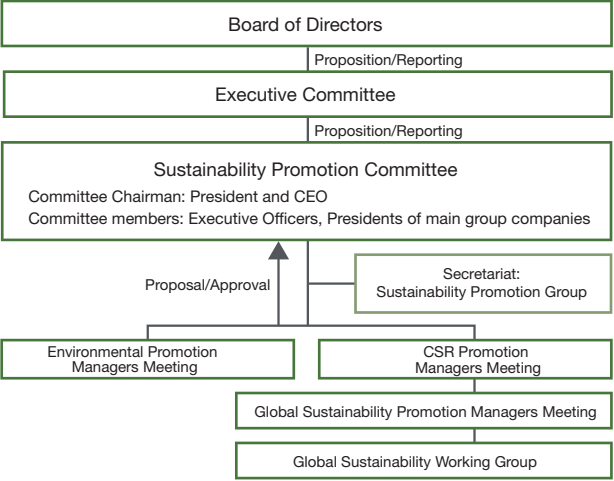 Board of Directors
Proposition/Reporting
Executive Committee
Proposition/Reporting
Sustainability Promotion Committee
Committee Chairman: President and CEO
Committee members: Executive Officers, Presidents of main group companies
Proposal/Approval
Secretariat:
Sustainability Promotion Group
Environmental Promotion
Managers Meeting
CSR Promotion
Managers Meeting
Global Sustainability Promotion Managers Meeting
Global Sustainability Working Group